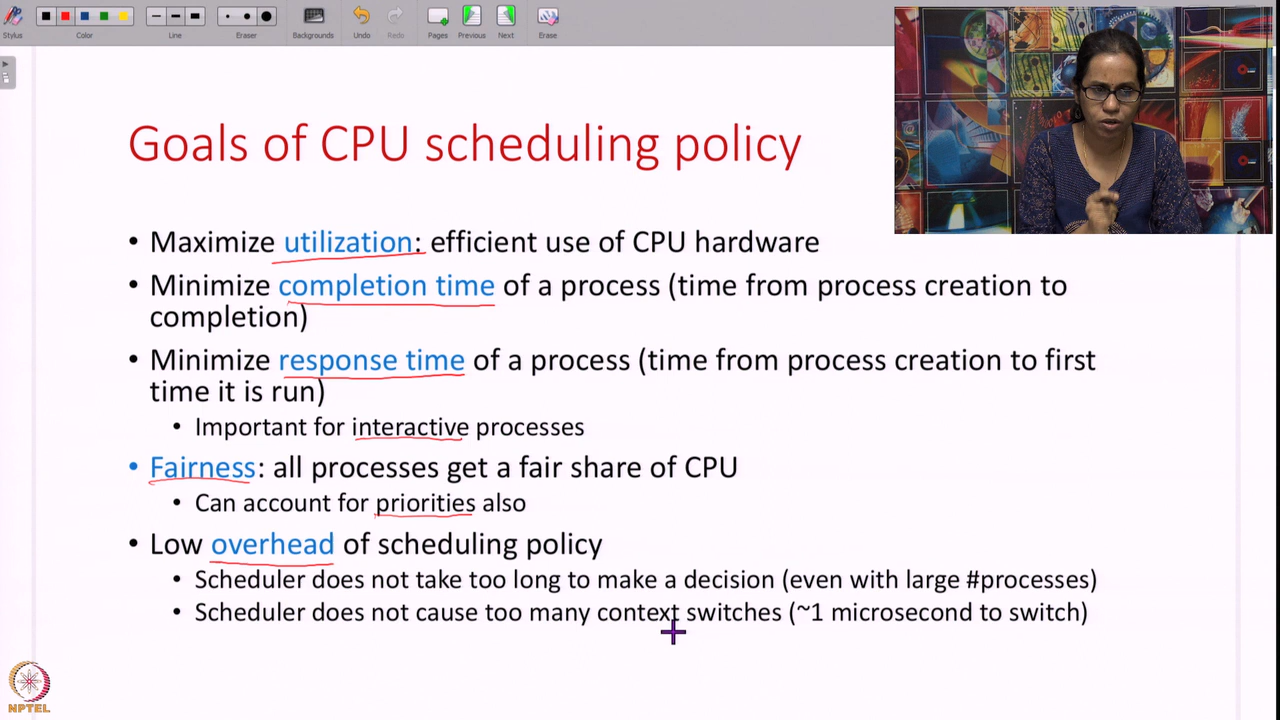 Stylus
Color
Line
Eraser
Backgrounds
Undo
Redo
Pages
Previous
Next
Erase
Goals of CPU scheduling policy
• Maximize utilization: efficient use of CPU hardware
• Minimize completion time of a process (time from process creation to
completion)
• Minimize response time of a process (time from process creation to first
time it is run)
• Important for interactive processes
• Fairness: all processes get a fair share of CPU
• Can account for priorities also
• Low overhead of scheduling policy
• Scheduler does not take too long to make a decision (even with large #processes)
• Scheduler does not cause too many context switches (~1 microsecond to switch)
NPTEL